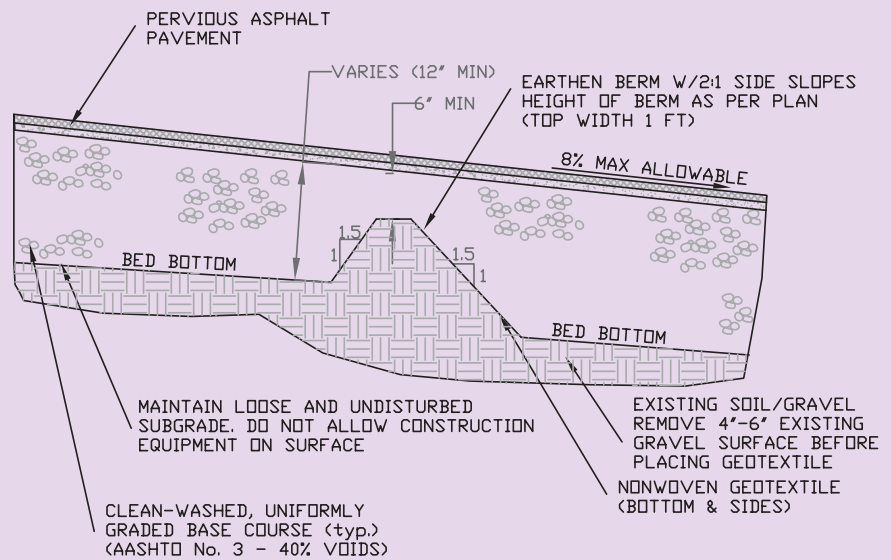 PERVIOUS ASPHALT
PAVEMENT
VARIES (12" MIN)
6" MIN
EARTHEN BERM W/2:1 SIDE SLOPES
HEIGHT OF BERM AS PER PLAN
(TOP WIDTH 1 FT)
8% MAX ALLOWABLE
1.5
1
1.5
1
BED BOTTOM
BED BOTTOM
MAINTAIN LOOSE AND UNDISTURBED
SUBGRADE. DO NOT ALLOW CONSTRUCTION
EQUIPMENT ON SURFACE
EXISTING SOIL/GRAVEL
REMOVE 4"-6" EXISTING
GRAVEL SURFACE BEFORE
PLACING GEOTEXTILE
NONWOVEN GEOTEXTILE
(BOTTOM & SIDES)
CLEAN-WASHED, UNIFORMLY
GRADED BASE COURSE (typ.)
(AASHTO No. 3 - 40% VOIDS)